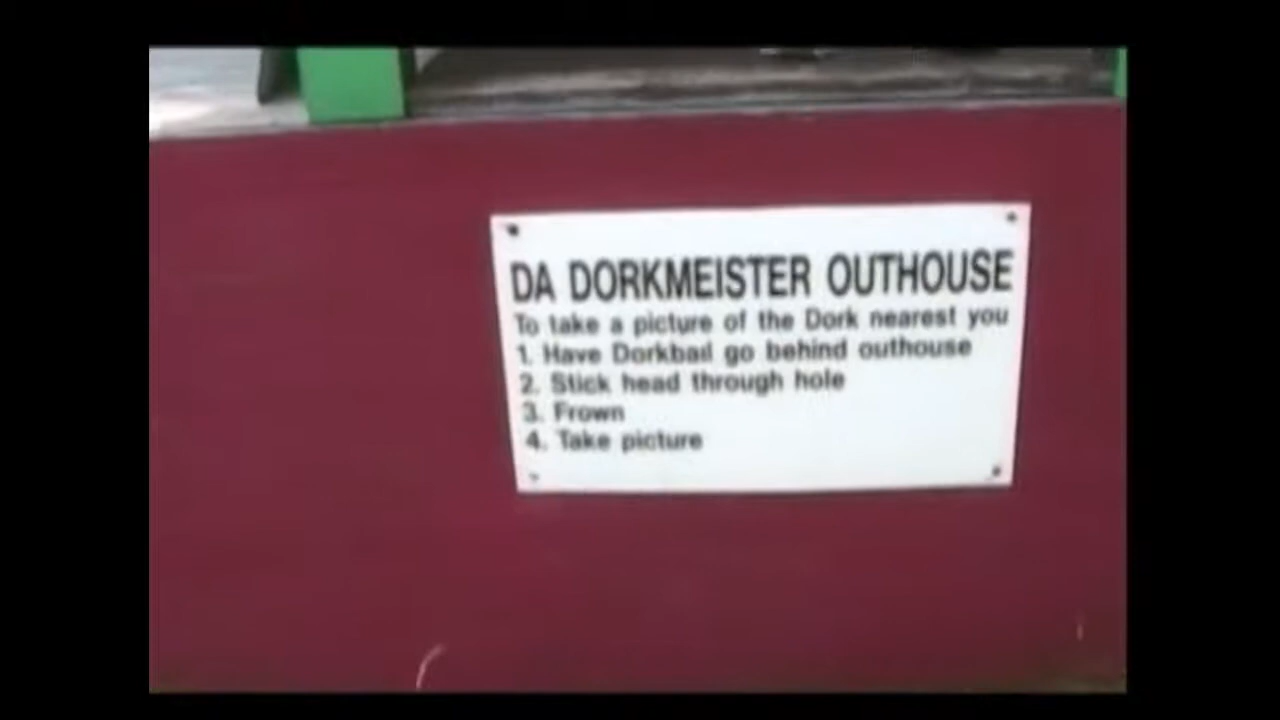 DA DORKMEISTER OUTHOUSE
To take a picture of the Dork nearest you
1. Have Dorkbail go behind outhouse
2. Stick head through hole
3. Frown
4. Take picture